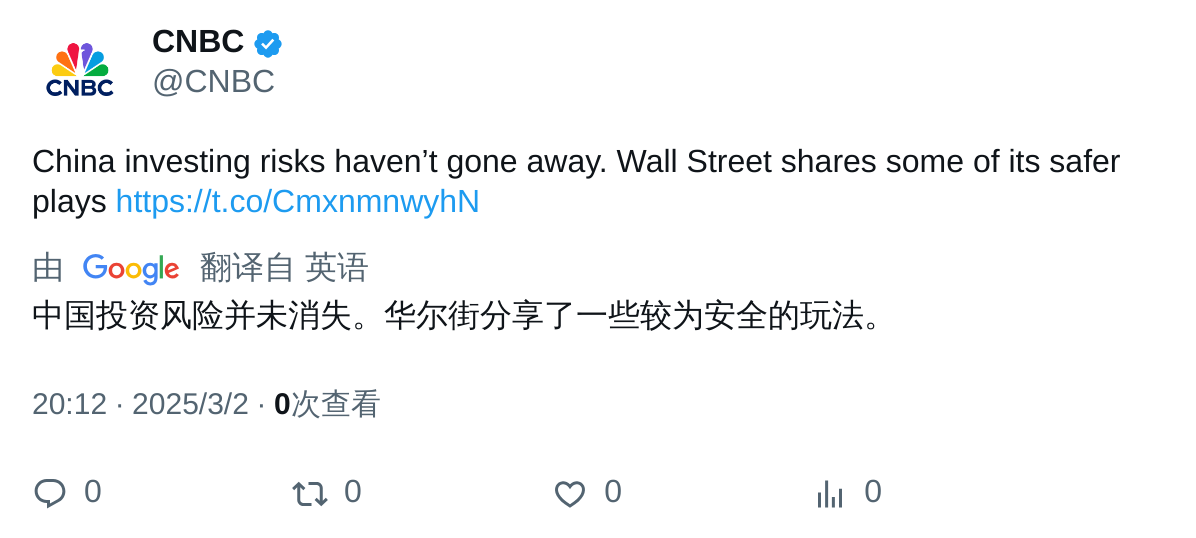 CNBC
CNBC
@CNBC
China investing risks haven’t gone away. Wall Street shares some of its safer
plays https://t.co/CmxnmnwyhN
由 Google 翻译自 英语
中国投资风险并未消失。华尔街分享了一些较为安全的玩法。
20:12 · 2025/3/2 · 0次查看
0 0 0 0